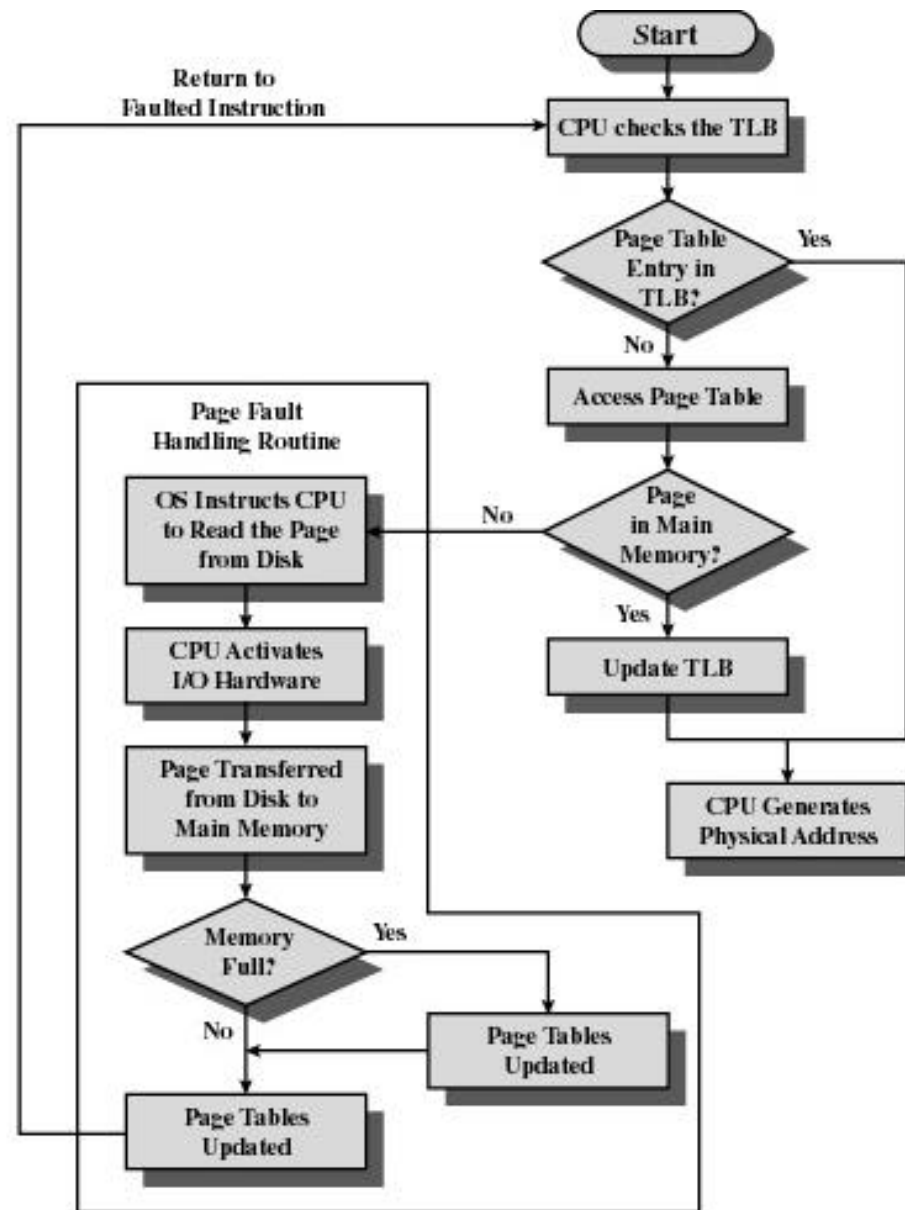 Start
Return to
Faulted Instruction
CPU checks the TLB
Page Table
Entry in
TLB?
Yes
No
Access Page Table
Page Fault
Handling Routine
OS Instructs CPU
to Read the Page
from Disk
No
Page
in Main
Memory?
Yes
CPU Activates
I/O Hardware
Update TLB
Page Transferred
from Disk to
Main Memory
CPU Generates
Physical Address
Memory
Full?
Yes
No
Page Tables
Updated
Page Tables
Updated